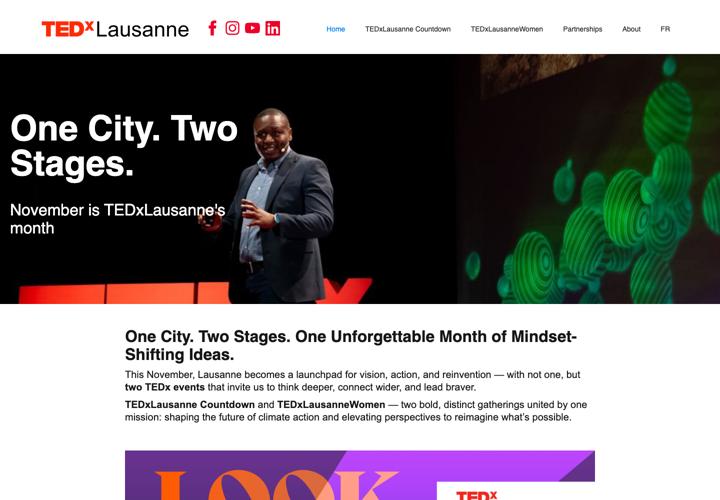 TEDxLausanne
Home TEDxLausanne Countdown TEDxLausanneWomen Partnerships About FR
One City. Two
Stages.
November is TEDxLausanne's
month
One City. Two Stages. One Unforgettable Month of Mindset-
Shifting Ideas.
This November, Lausanne becomes a launchpad for vision, action, and reinvention — with not one, but
two TEDx events that invite us to think deeper, connect wider, and lead braver.
TEDxLausanne Countdown and TEDxLausanneWomen — two bold, distinct gatherings united by one
mission: shaping the future of climate action and elevating perspectives to reimagine what’s possible.
LOOK
TEDx